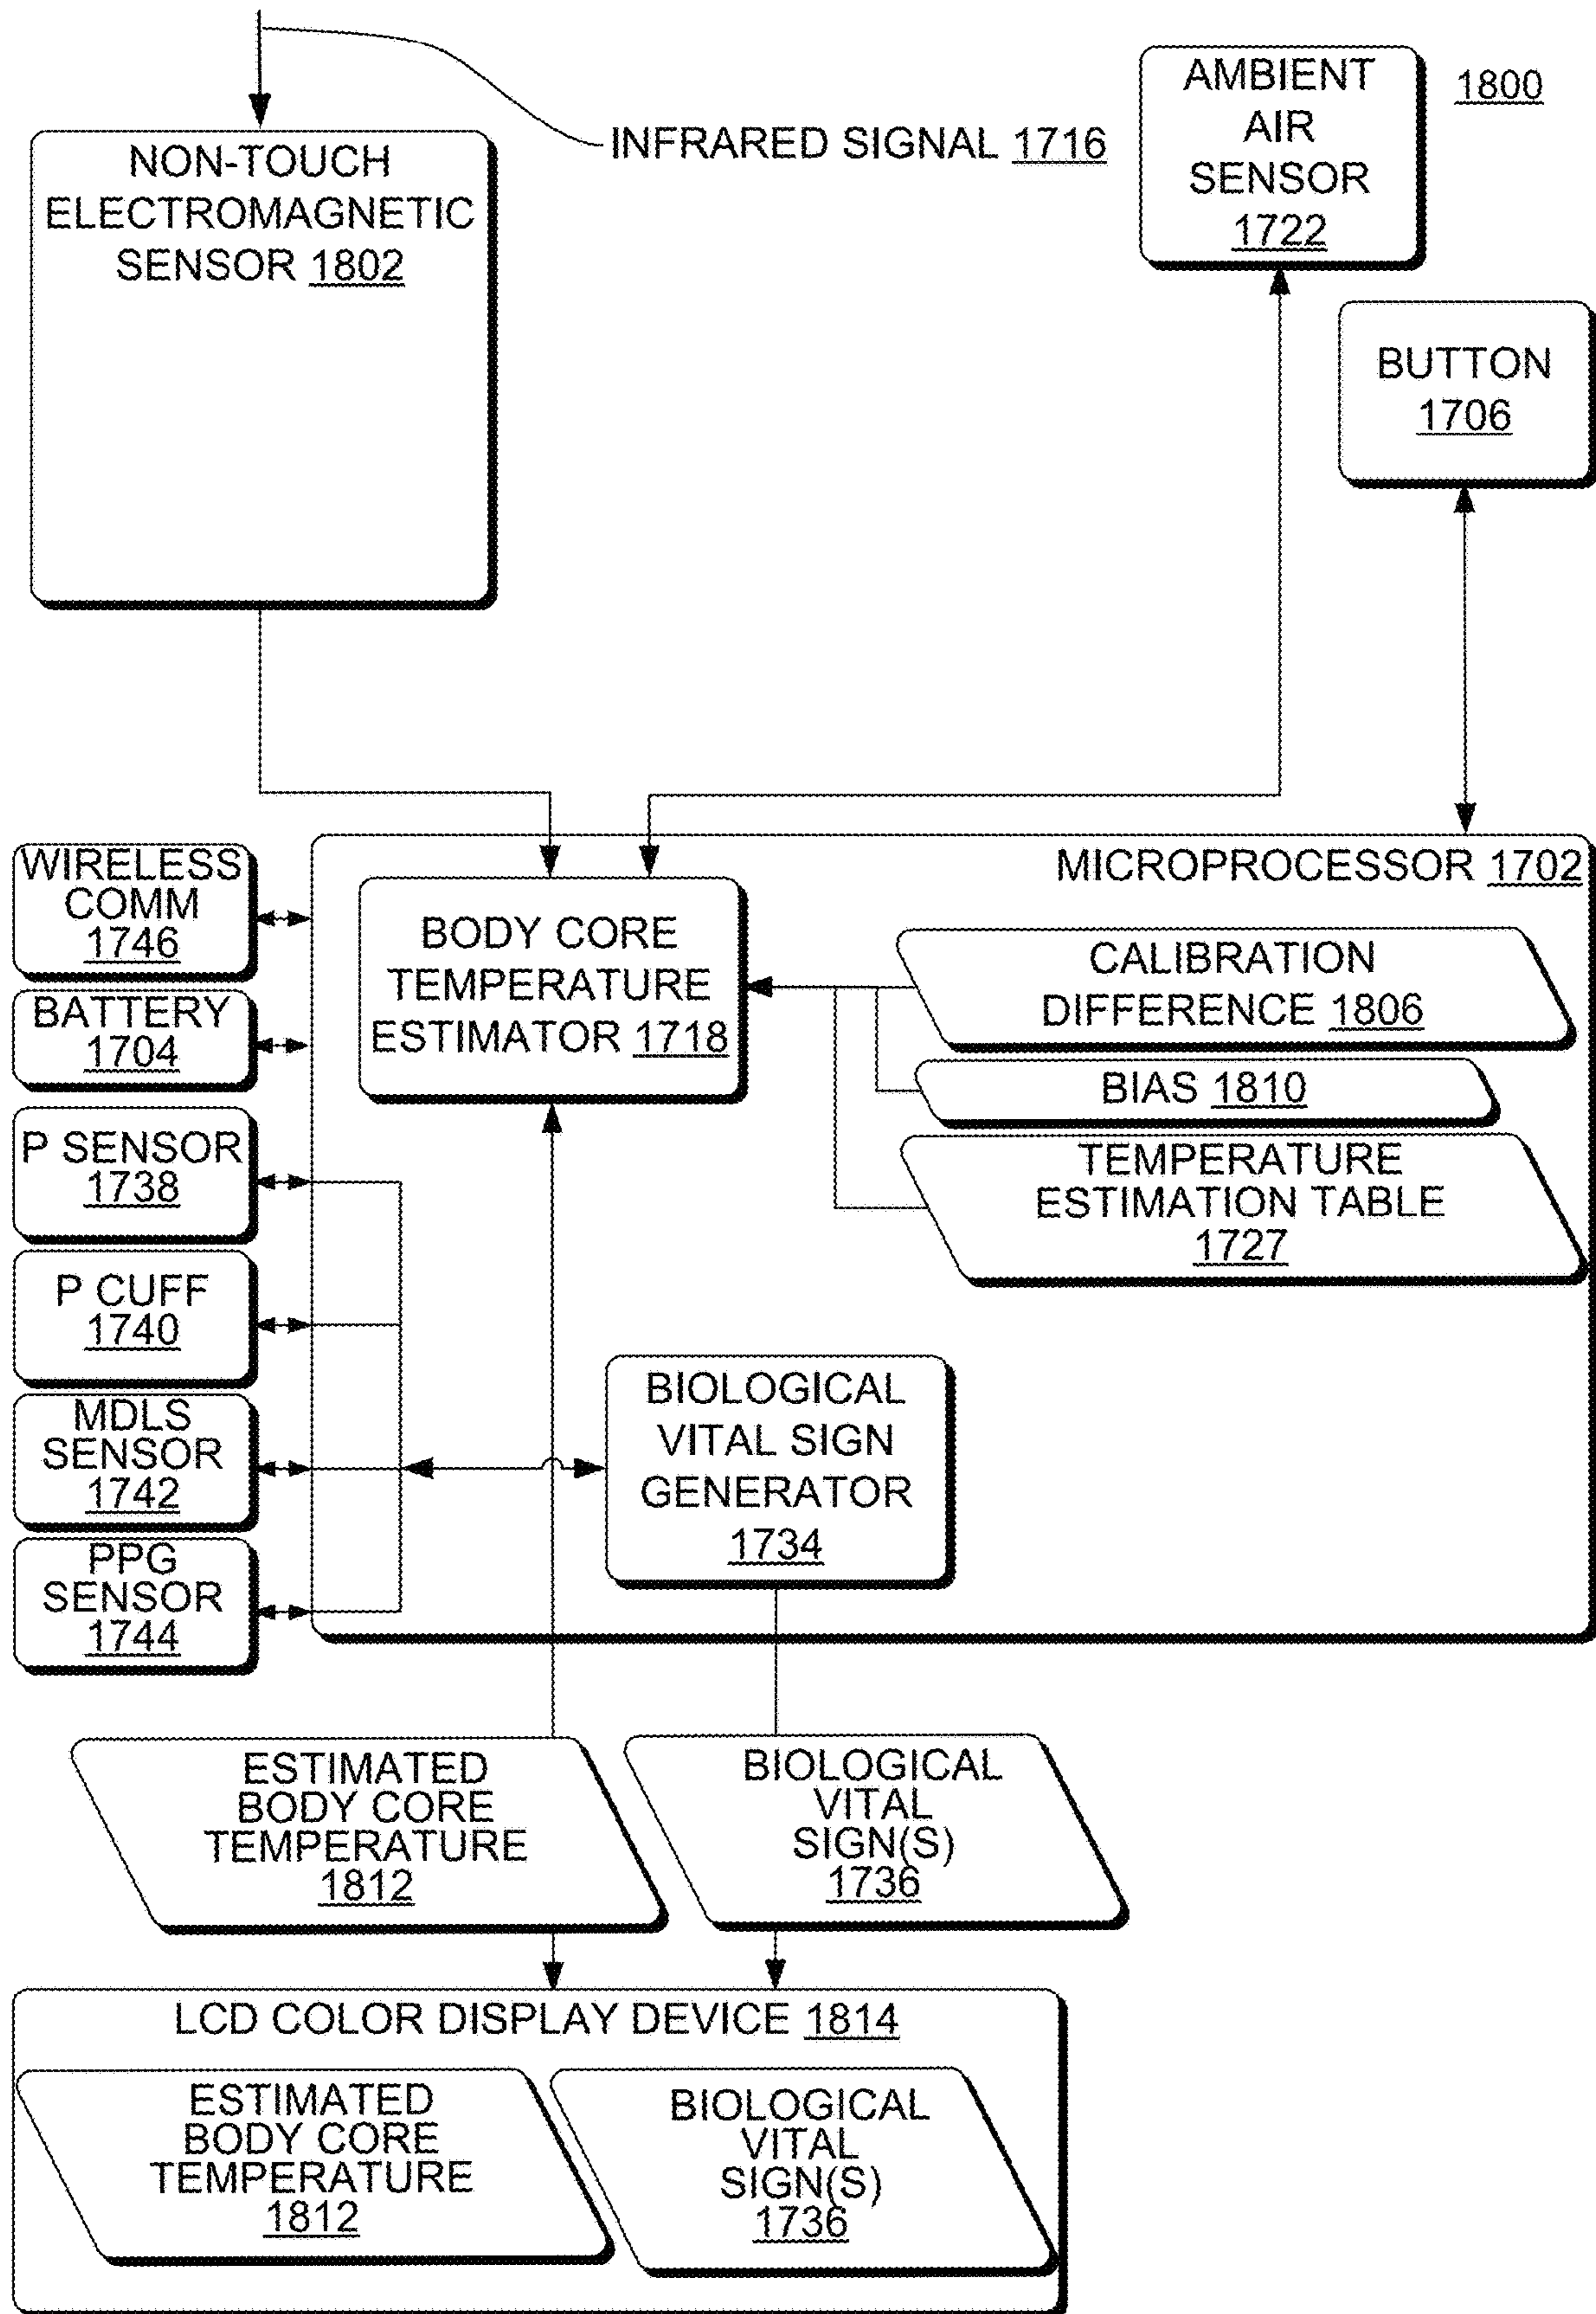 NON-TOUCH
ELECTROMAGNETIC
SENSOR 1802
INFRARED SIGNAL 1716
AMBIENT
AIR
SENSOR
1722
1800
BUTTON
1706
WIRELESS
COMM
1746
BATTERY
1704
P SENSOR
1738
P CUFF
1740
MDLS
SENSOR
1742
PPG
SENSOR
1744
MICROPROCESSOR 1702
BODY CORE
TEMPERATURE
ESTIMATOR 1718
CALIBRATION
DIFFERENCE 1806
BIAS 1810
TEMPERATURE
ESTIMATION TABLE
1727
BIOLOGICAL
VITAL SIGN
GENERATOR
1734
ESTIMATED
BODY CORE
TEMPERATURE
1812
BIOLOGICAL
VITAL
SIGN(S)
1736
LCD COLOR DISPLAY DEVICE 1814
ESTIMATED
BODY CORE
TEMPERATURE
1812
BIOLOGICAL
VITAL
SIGN(S)
1736